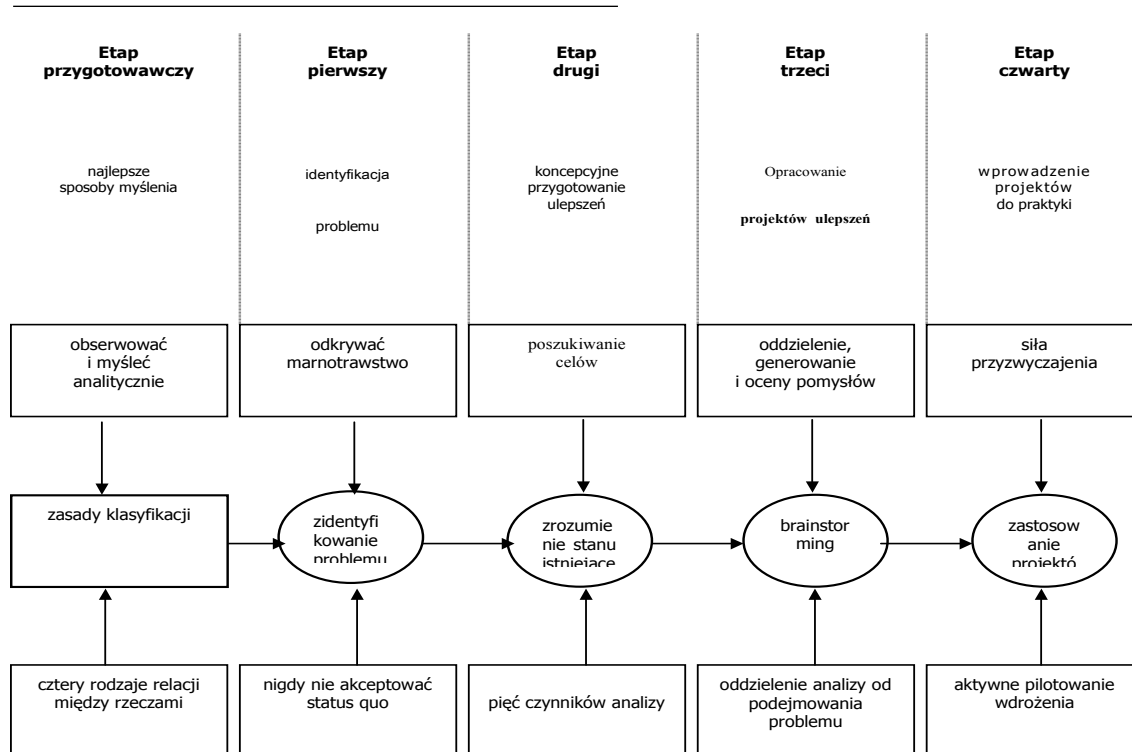 Etap
przygotowawczy
Etap
pierwszy
Etap
drugi
Etap
trzeci
Etap
czwarty
najlepsze
sposoby myślenia
identyfikacja
problemu
koncepcyjne
przygotowanie
ulepszeń
Opracowanie
projektów ulepszeń
wprowadzenie
projektów
do praktyki
obserwować
i myśleć
analitycznie
odkrywać
marnotrawstwo
poszukiwanie
celów
oddzielenie,
generowanie
i oceny pomysłów
siła
przyzwyczajenia
zasady klasyfikacji
zidentyfi
kowanie
problemu
zrozumie
nie stanu
istniejące
brainstor
ming
zastosow
anie
projektó
cztery rodzaje relacji
między rzeczami
nigdy nie akceptować
status quo
pięć czynników analizy
oddzielenie analizy od
podejmowania
problemu
aktywne pilotowanie
wdrożenia